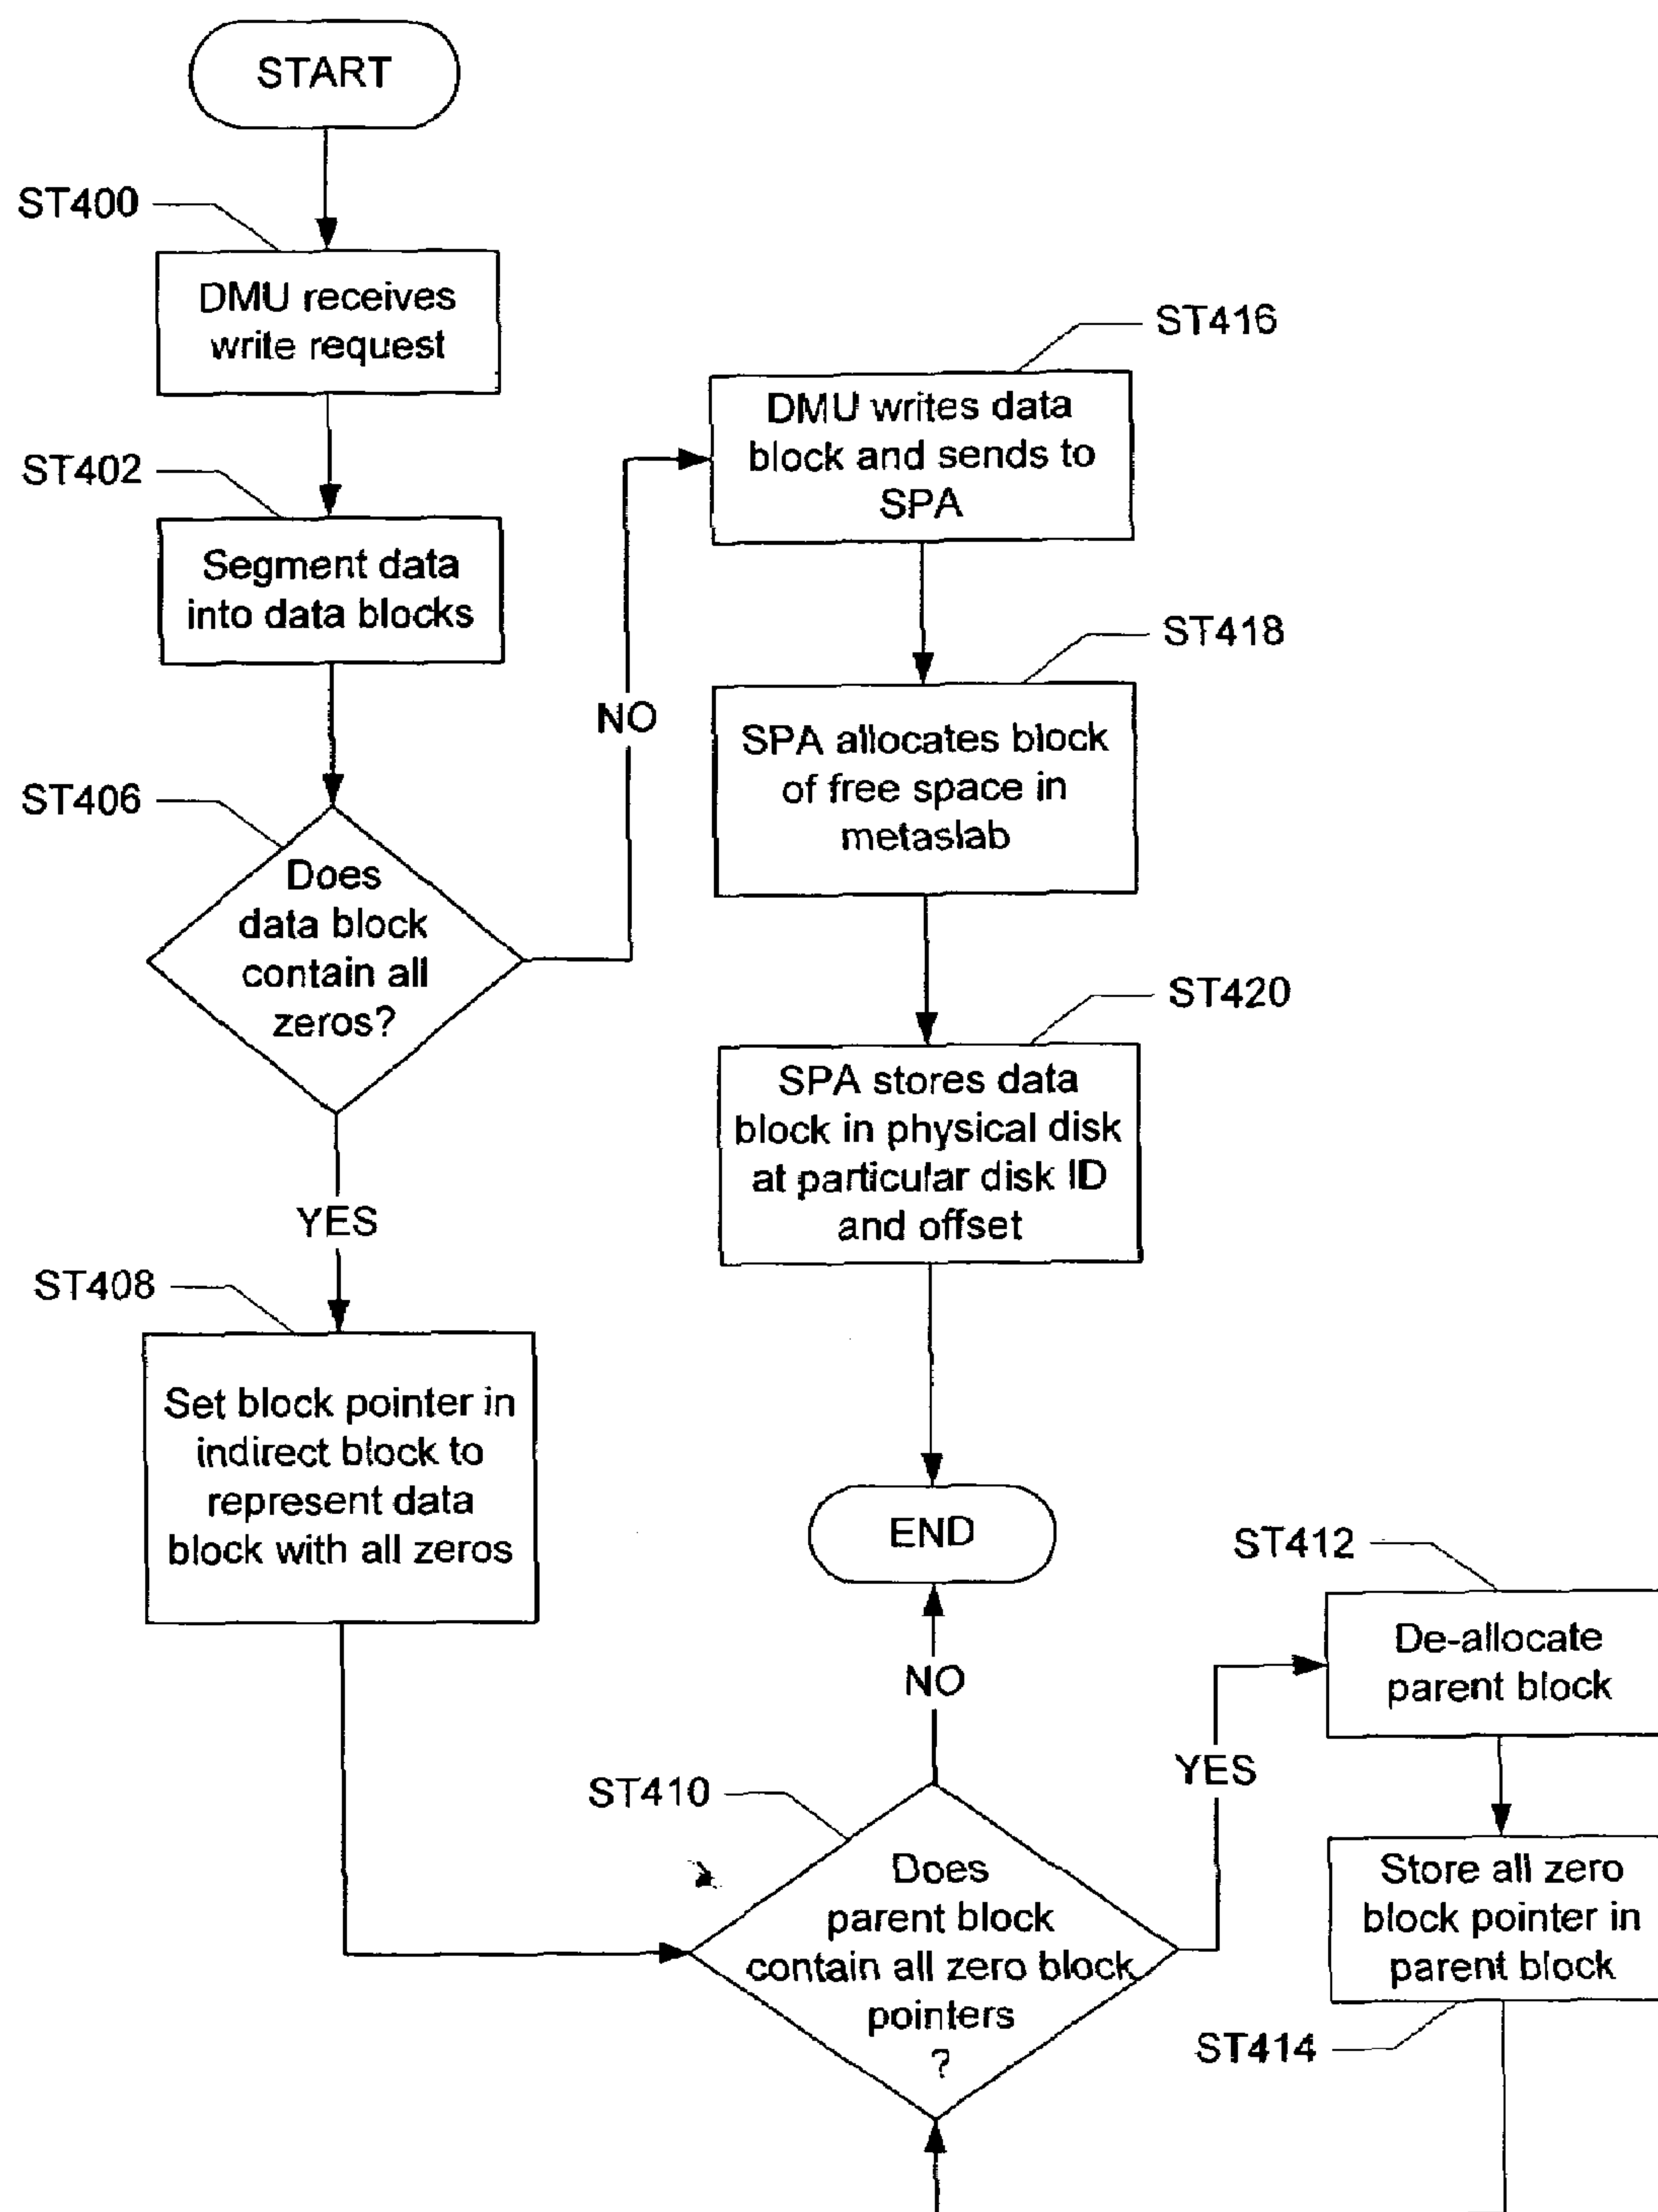 START
ST400
DMU receives
write request
ST402
Segment data
into data blocks
ST406
Does
data block
contain all
zeros?
NO
YES
ST408
Set block pointer in
indirect block to
represent data
block with all zeros
ST416
DMU writes data
block and sends to
SPA
ST418
SPA allocates block
of free space in
metaslab
ST420
SPA stores data
block in physical disk
at particular disk ID
and offset
END
NO
ST410
Does
parent block
contain all zero block
pointers
?
YES
ST412
De-allocate
parent block
Store all zero
block pointer in
parent block
ST414